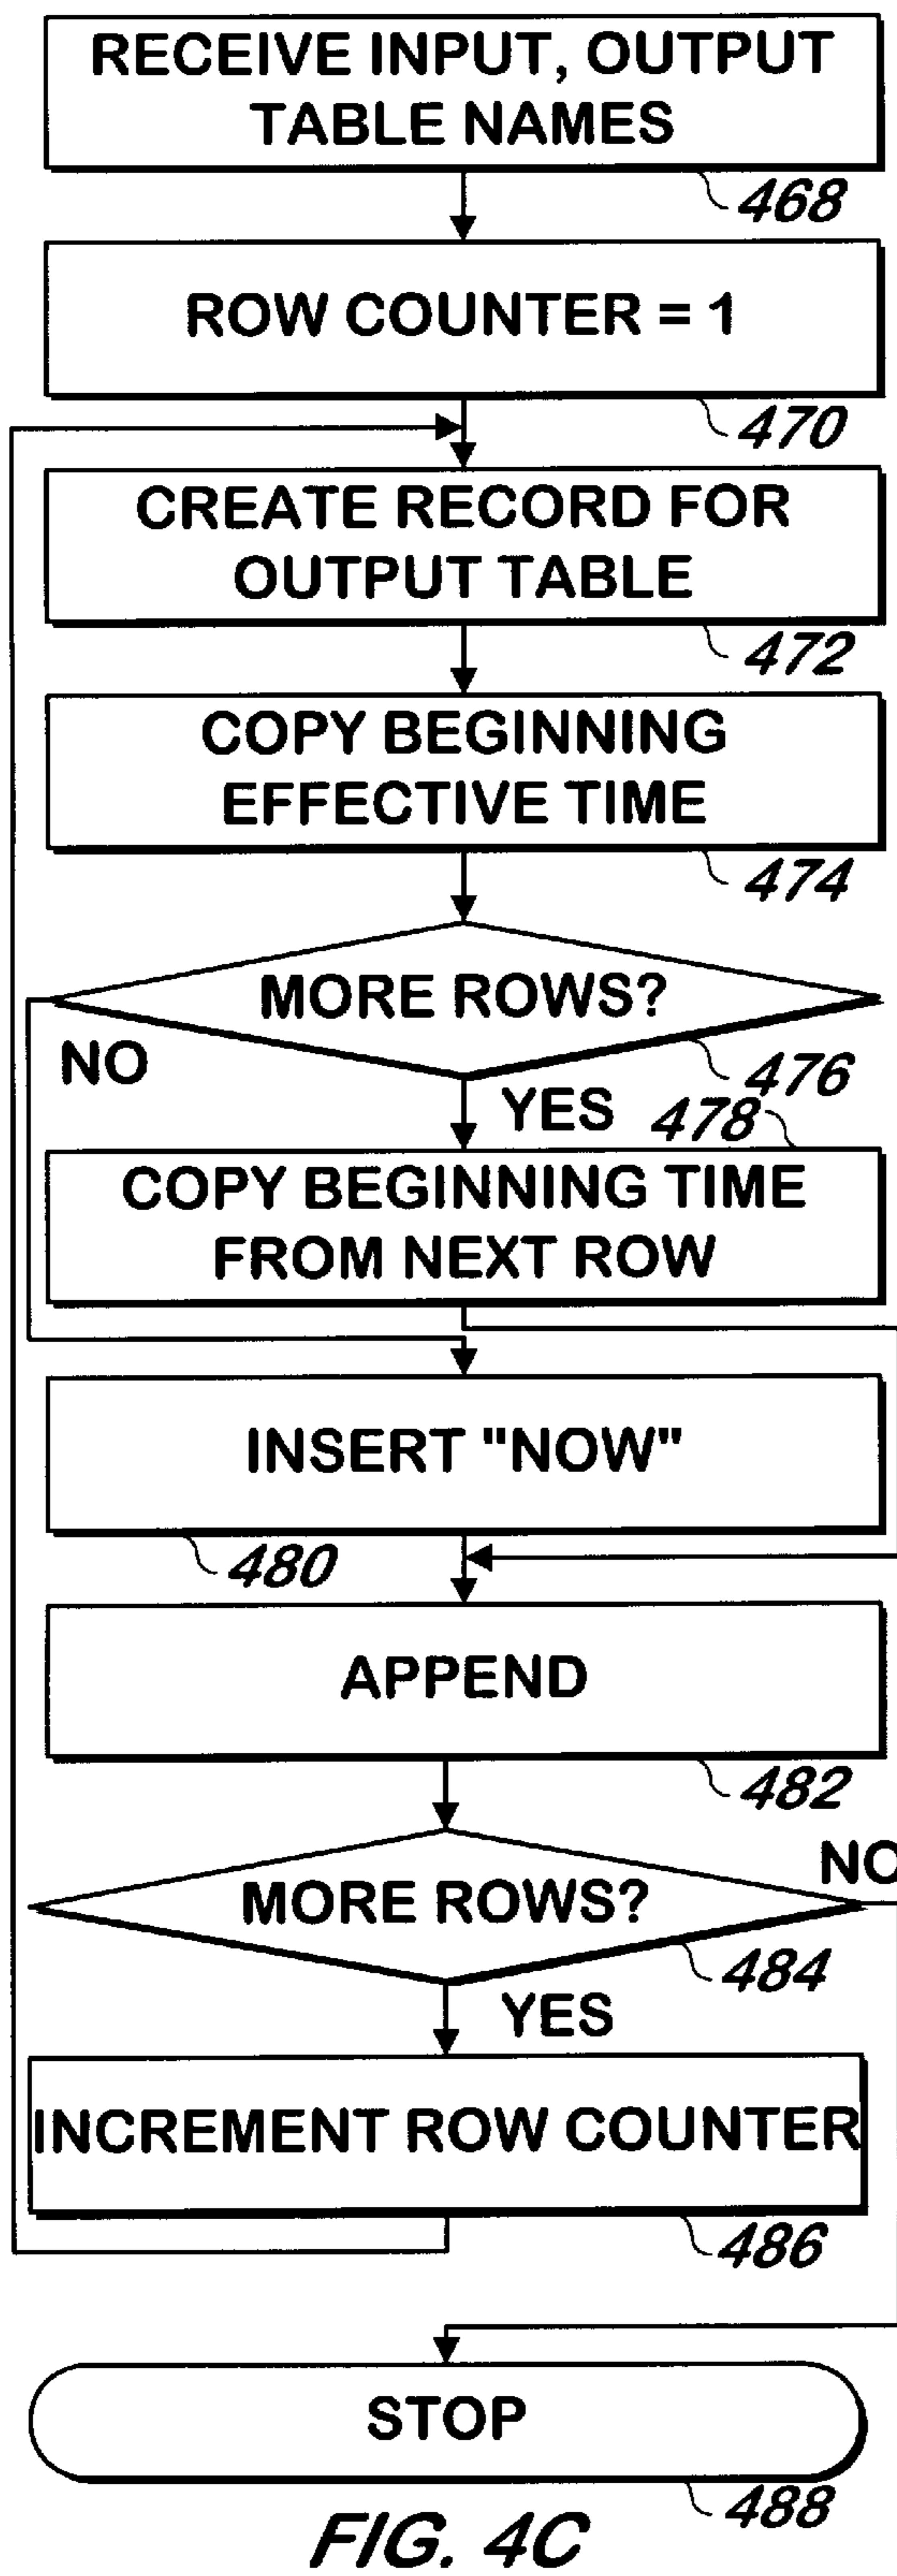 RECEIVE INPUT, OUTPUT
TABLE NAMES
468
ROW COUNTER = 1
470
CREATE RECORD FOR
OUTPUT TABLE
472
COPY BEGINNING
EFFECTIVE TIME
474
MORE ROWS?
476
NO
YES
478
COPY BEGINNING TIME
FROM NEXT ROW
INSERT "NOW"
480
APPEND
482
NO
MORE ROWS?
484
YES
INCREMENT ROW COUNTER
486
STOP
488
FIG. 4C